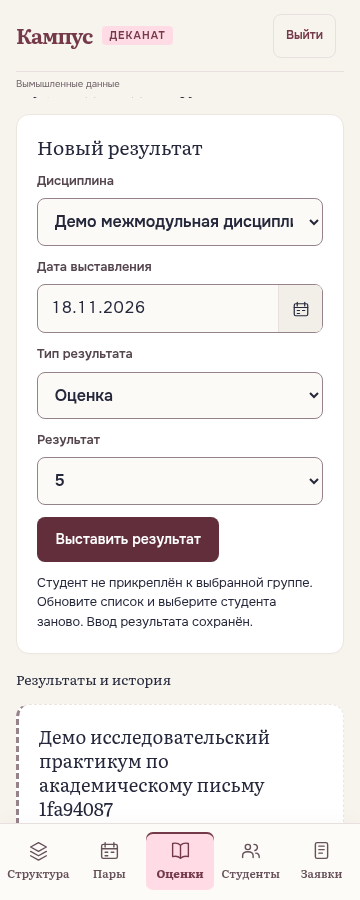 Кампус ДЕКАНАТ Выйти
Вымышленные данные
Новый результат
Дисциплина
Демо межмодульная дисципли
Дата выставления
18.11.2026
Тип результата
Оценка
Результат
5
Выставить результат
Студент не прикреплён к выбранной группе.
Обновите список и выберите студента
заново. Ввод результата сохранён.
Результаты и история
Демо исследовательский
практикум по
академическому письму
1fa94087
Структура Пары Оценки Студенты Заявки